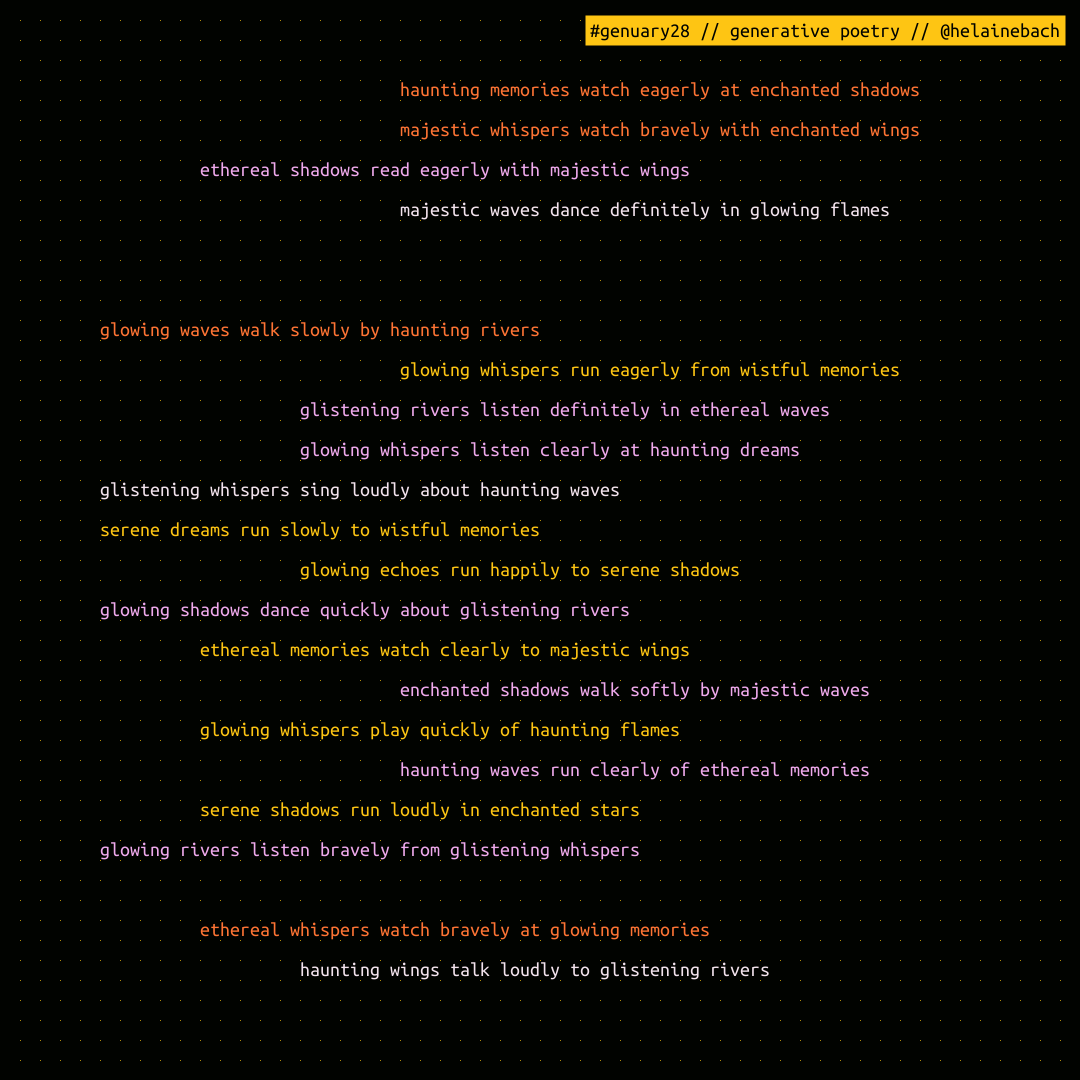 #genuary28 // generative poetry // @helainebach
haunting memories watch eagerly at enchanted shadows
majestic whispers watch bravely with enchanted wings
ethereal shadows read eagerly with majestic wings
majestic waves dance definitely in glowing flames
glowing waves walk slowly by haunting rivers
glowing whispers run eagerly from wistful memories
glistening rivers listen definitely in ethereal waves
glowing whispers listen clearly at haunting dreams
glistening whispers sing loudly about haunting waves
serene dreams run slowly to wistful memories
glowing echoes run happily to serene shadows
glowing shadows dance quickly about glistening rivers
ethereal memories watch clearly to majestic wings
enchanted shadows walk softly by majestic waves
glowing whispers play quickly of haunting flames
haunting waves run clearly of ethereal memories
serene shadows run loudly in enchanted stars
glowing rivers listen bravely from glistening whispers
ethereal whispers watch bravely at glowing memories
haunting wings talk loudly to glistening rivers